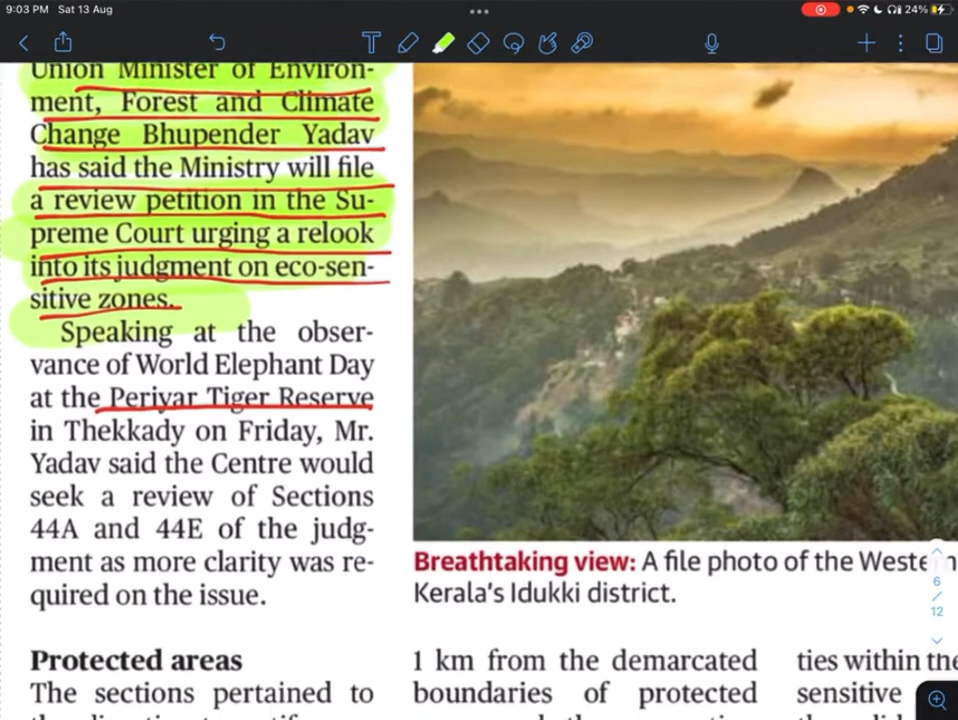 9:03 PM Sat 13 Aug
24%
T
Union Minister of Environ-
ment, Forest and Climate
Change Bhupender Yadav
has said the Ministry will file
a review petition in the Su-
preme Court urging a relook
into its judgment on eco-sen-
sitive zones.
Speaking at the obser-
vance of World Elephant Day
at the Periyar Tiger Reserve
in Thekkady on Friday, Mr.
Yadav said the Centre would
seek a review of Sections
44A and 44E of the judg-
ment as more clarity was re-
quired on the issue.
Protected areas
The sections pertained to
Breathtaking view: A file photo of the Western
Kerala's Idukki district.
1 km from the demarcated
boundaries of protected
ties within the
sensitive
6
/
12